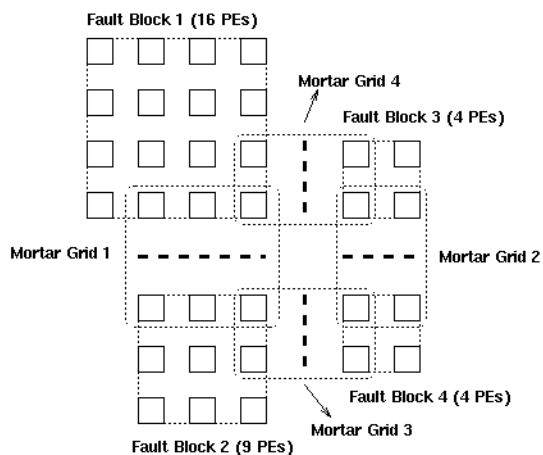 Fault Block 1 (16 PEs)
Mortar Grid 4
Fault Block 3 (4 PEs)
Mortar Grid 1
Mortar Grid 2
Fault Block 4 (4 PEs)
Mortar Grid 3
Fault Block 2 (9 PEs)